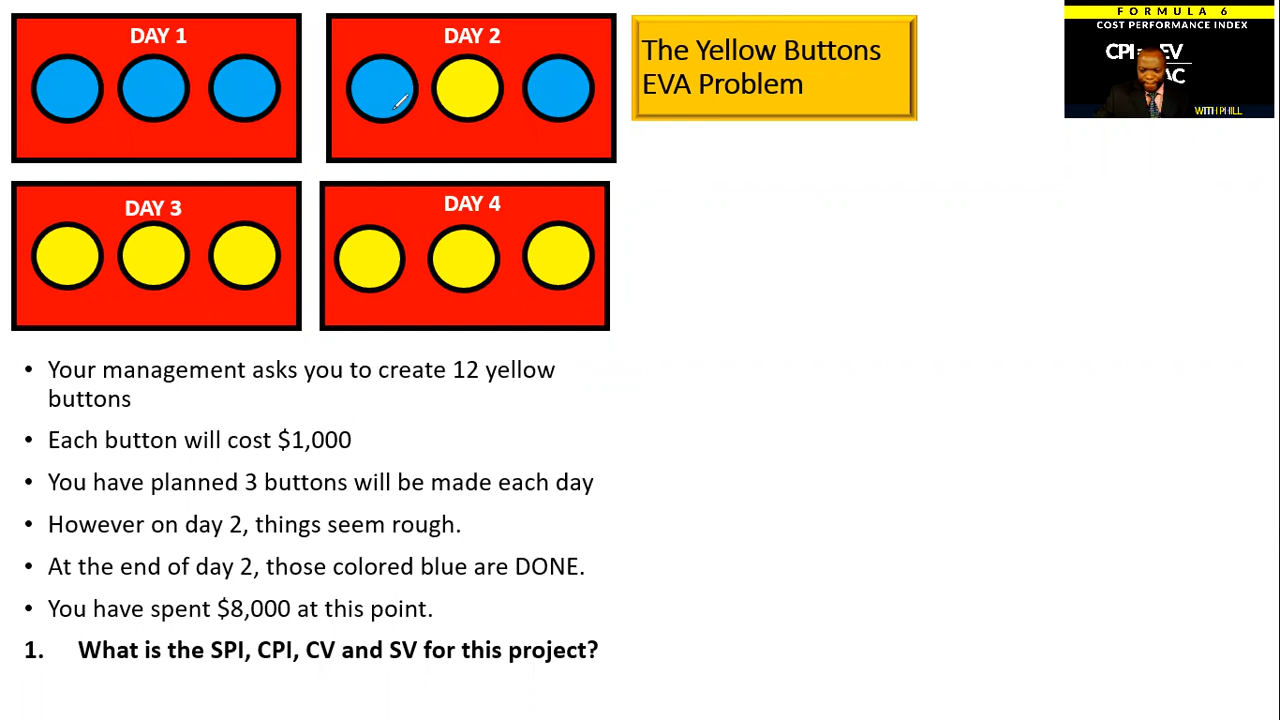 DAY 1
DAY 2
The Yellow Buttons
EVA Problem
FORMULA 6
COST PERFORMANCE INDEX
CPI = EV
AC
WITH PHILL
DAY 3
DAY 4
• Your management asks you to create 12 yellow
buttons
• Each button will cost $1,000
• You have planned 3 buttons will be made each day
• However on day 2, things seem rough.
• At the end of day 2, those colored blue are DONE.
• You have spent $8,000 at this point.
1. What is the SPI, CPI, CV and SV for this project?